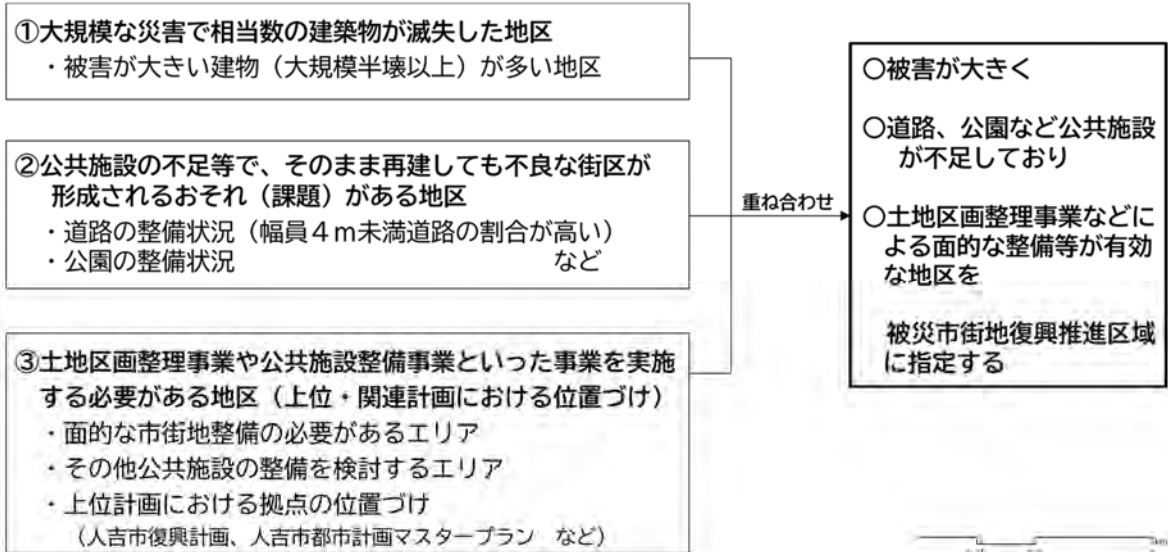 ①大規模な災害で相当数の建築物が滅失した地区
・被害が大きい建物（大規模半壊以上）が多い地区
②公共施設の不足等で、そのまま再建しても不良な街区が
形成されるおそれ（課題）がある地区
・道路の整備状況（幅員４ｍ未満道路の割合が高い）
・公園の整備状況　　　　　　　　　　　など
③土地区画整理事業や公共施設整備事業といった事業を実施
する必要がある地区（上位・関連計画における位置づけ）
・面的な市街地整備の必要があるエリア
・その他公共施設の整備を検討するエリア
・上位計画における拠点の位置づけ
（人吉市復興計画、人吉市都市計画マスタープラン　など）
重ね合わせ
〇被害が大きく
〇道路、公園など公共施設
が不足しており
〇土地区画整理事業などに
よる面的な整備等が有効
な地区を
被災市街地復興推進区域
に指定する